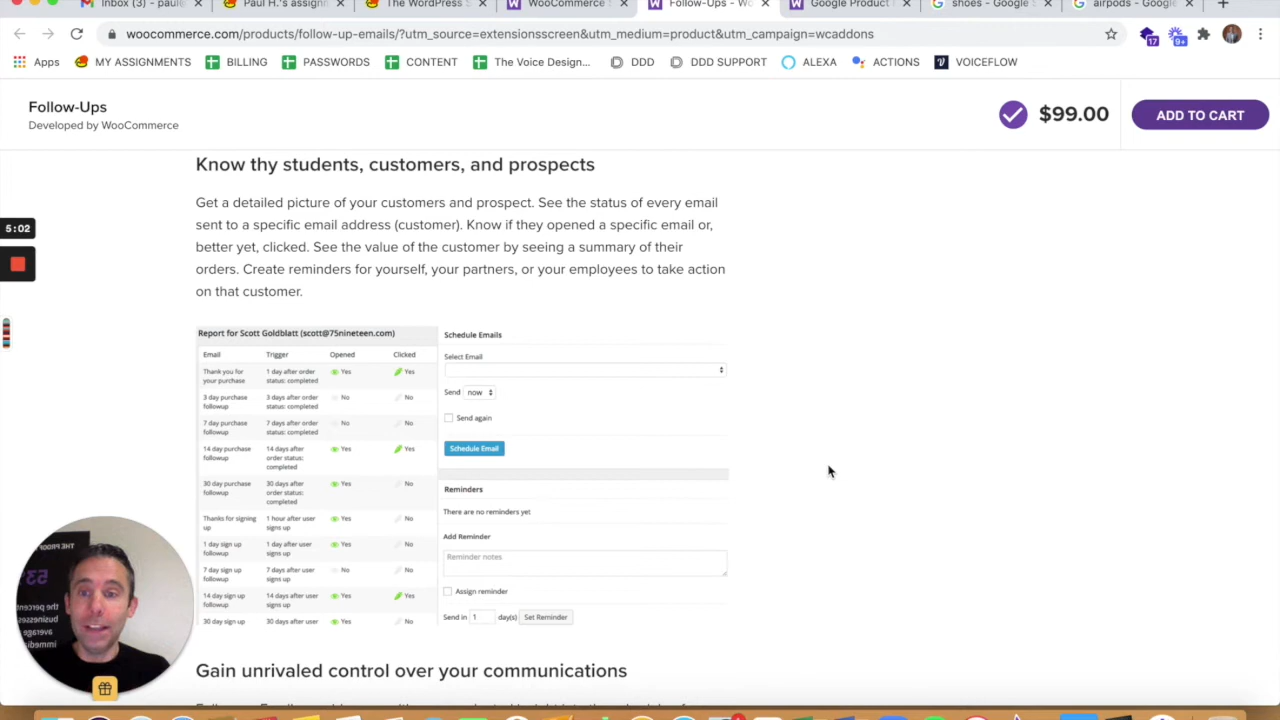 Inbox (3) - paule
Paul H.'s assign
The WordPress S
WooCommerce
Follow-Ups - Wo
Google Product
shoes - Google S
airpods - Google
woocommerce.com/products/follow-up-emails/?utm_source=extensionsscreen&utm_medium=product&utm_campaign=wcaddons
17
9+
Apps
MY ASSIGNMENTS
BILLING
PASSWORDS
CONTENT
The Voice Design...
DDD
DDD SUPPORT
ALEXA
ACTIONS
VOICEFLOW
Follow-Ups
Developed by WooCommerce
$99.00
ADD TO CART
Know thy students, customers, and prospects
Get a detailed picture of your customers and prospect. See the status of every email
sent to a specific email address (customer). Know if they opened a specific email or,
better yet, clicked. See the value of the customer by seeing a summary of their
orders. Create reminders for yourself, your partners, or your employees to take action
on that customer.
5:02
Report for Scott Goldblatt (scott@75nineteen.com)
Email Trigger Opened Clicked
Thank you for 1 day after order Yes Yes
your purchase status: completed
3 day purchase 3 days after order No No
followup status: completed
7 day purchase 7 days after order No No
followup status: completed
14 day purchase 14 days after Yes Yes
followup order status:
completed
30 day purchase 30 days after Yes No
followup order status:
completed
Thanks for signing 1 hour after user Yes No
up signs up
1 day sign up 1 day after user Yes No
followup signs up
7 day sign up 7 days after user No No
followup signs up
14 day sign up 14 days after user Yes Yes
followup signs up
30 day sign up 30 days after user Yes No
Schedule Emails
Select Email
Send now
Send again
Schedule Email
Reminders
There are no reminders yet
Add Reminder
Reminder notes
Assign reminder
Send in 1 day(s) Set Reminder
THE PROOF
53
the percent
businesses
average
immedi
Gain unrivaled control over your communications